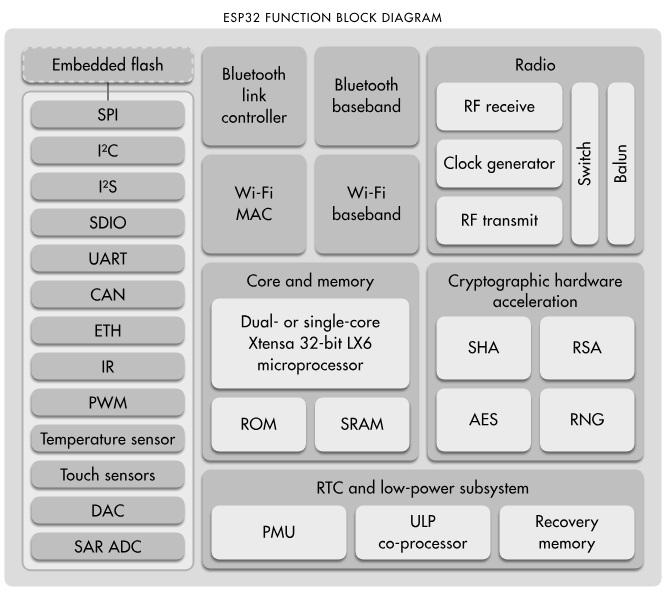 ESP32 FUNCTION BLOCK DIAGRAM
Embedded flash
SPI
I²C
I²S
SDIO
UART
CAN
ETH
IR
PWM
Temperature sensor
Touch sensors
DAC
SAR ADC
Bluetooth
link
controller
Bluetooth
baseband
Wi-Fi
MAC
Wi-Fi
baseband
Radio
RF receive
Clock generator
RF transmit
Switch
Balun
Core and memory
Dual- or single-core
Xtensa 32-bit LX6
microprocessor
ROM
SRAM
Cryptographic hardware
acceleration
SHA
RSA
AES
RNG
RTC and low-power subsystem
PMU
ULP
co-processor
Recovery
memory